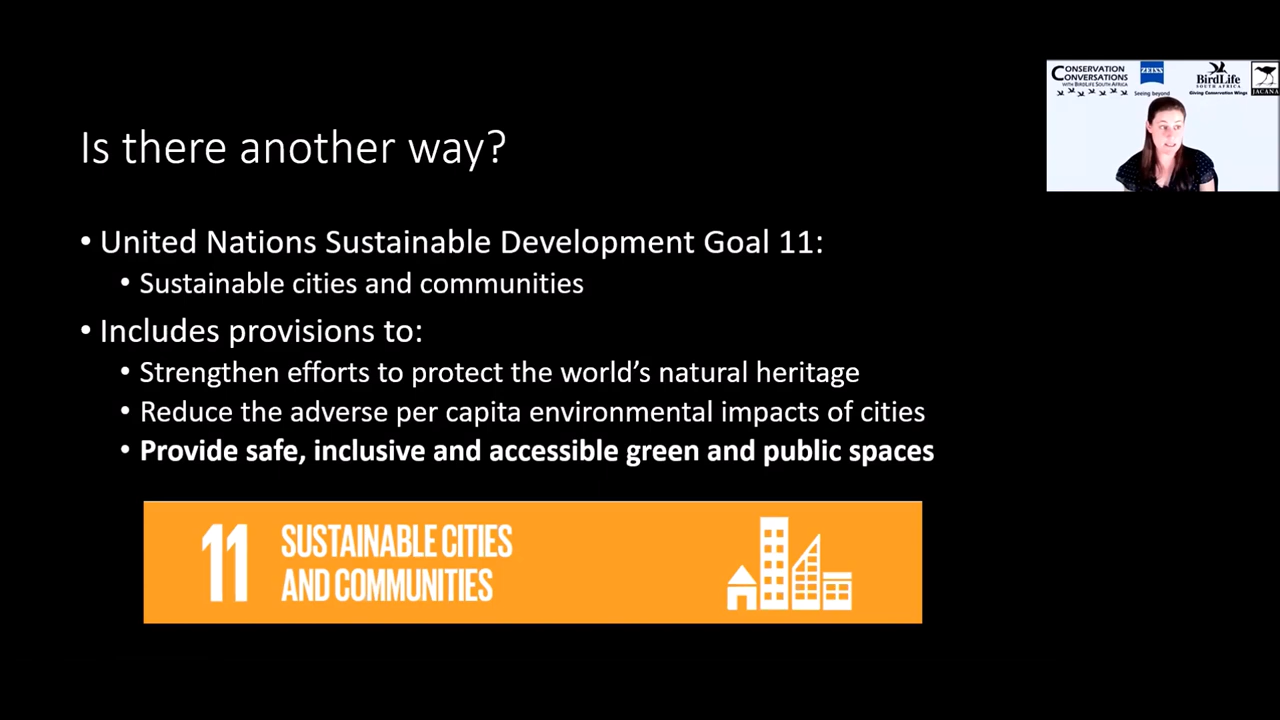 Is there another way?
• United Nations Sustainable Development Goal 11:
• Sustainable cities and communities
• Includes provisions to:
• Strengthen efforts to protect the world’s natural heritage
• Reduce the adverse per capita environmental impacts of cities
• Provide safe, inclusive and accessible green and public spaces
11 SUSTAINABLE CITIES
AND COMMUNITIES
CONSERVATION
CONVERSATIONS
WITH BIRDLIFE SOUTH AFRICA
ZEISS
Seeing beyond
BirdLife
SOUTH AFRICA
Giving Conservation Wings
JACANA